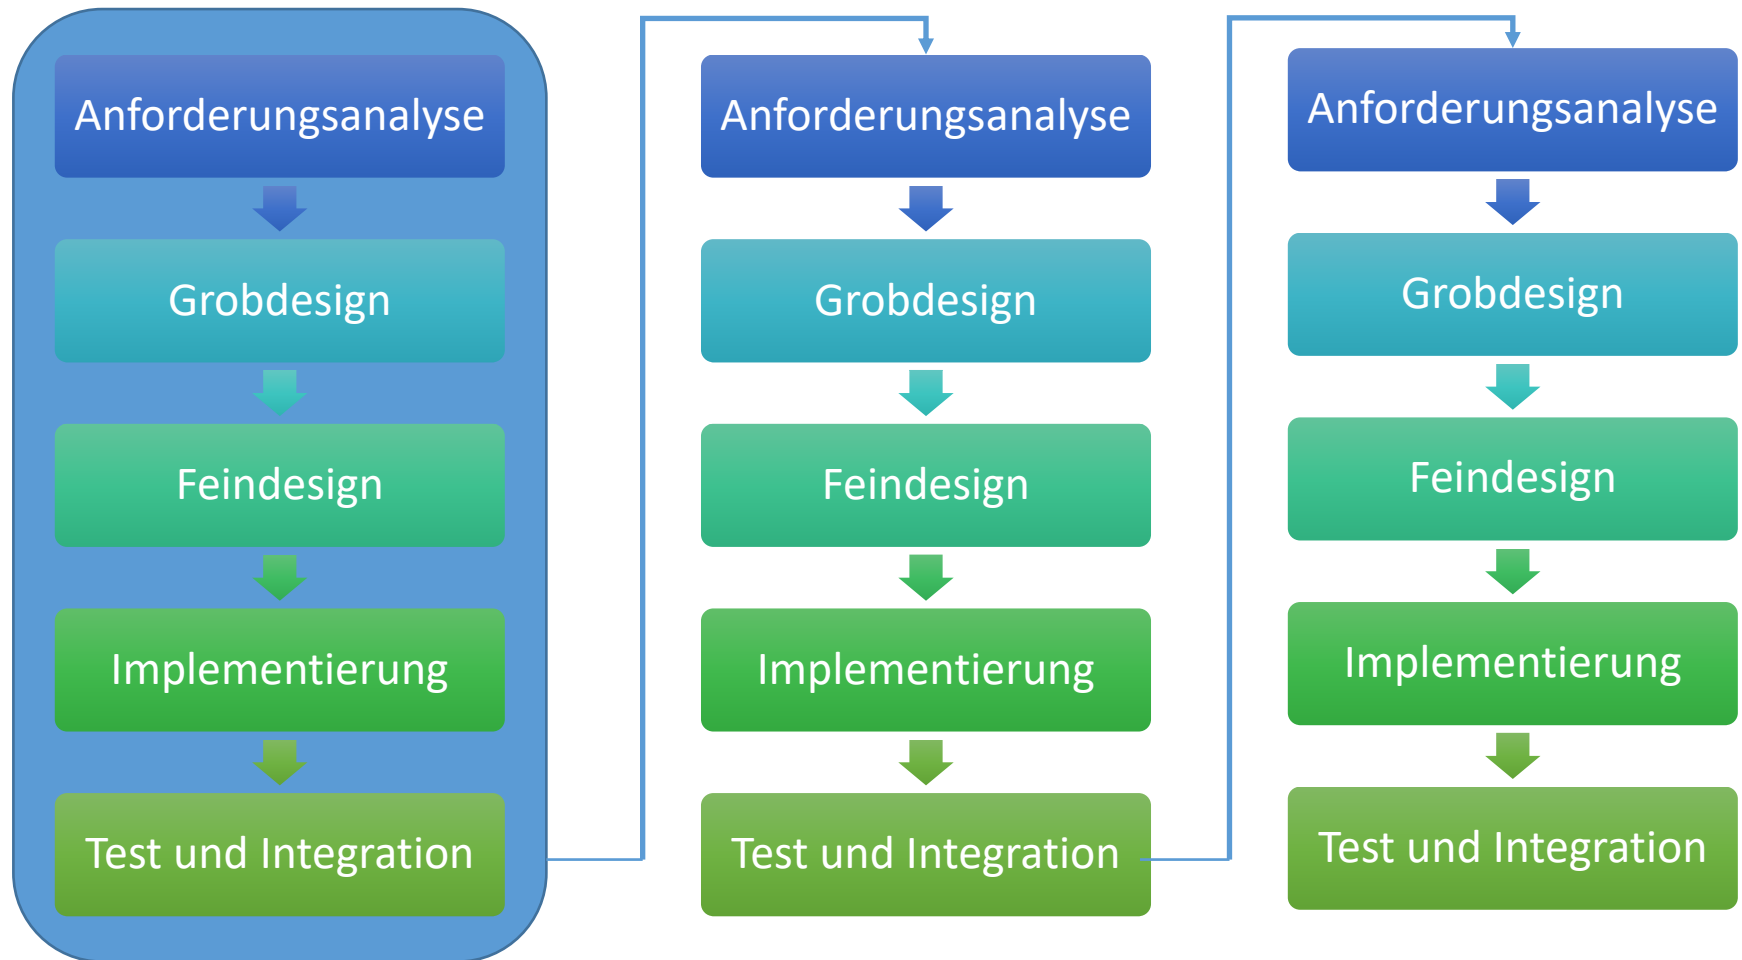 Anforderungsanalyse
Grobdesign
Feindesign
Implementierung
Test und Integration
Anforderungsanalyse
Grobdesign
Feindesign
Implementierung
Test und Integration
Anforderungsanalyse
Grobdesign
Feindesign
Implementierung
Test und Integration